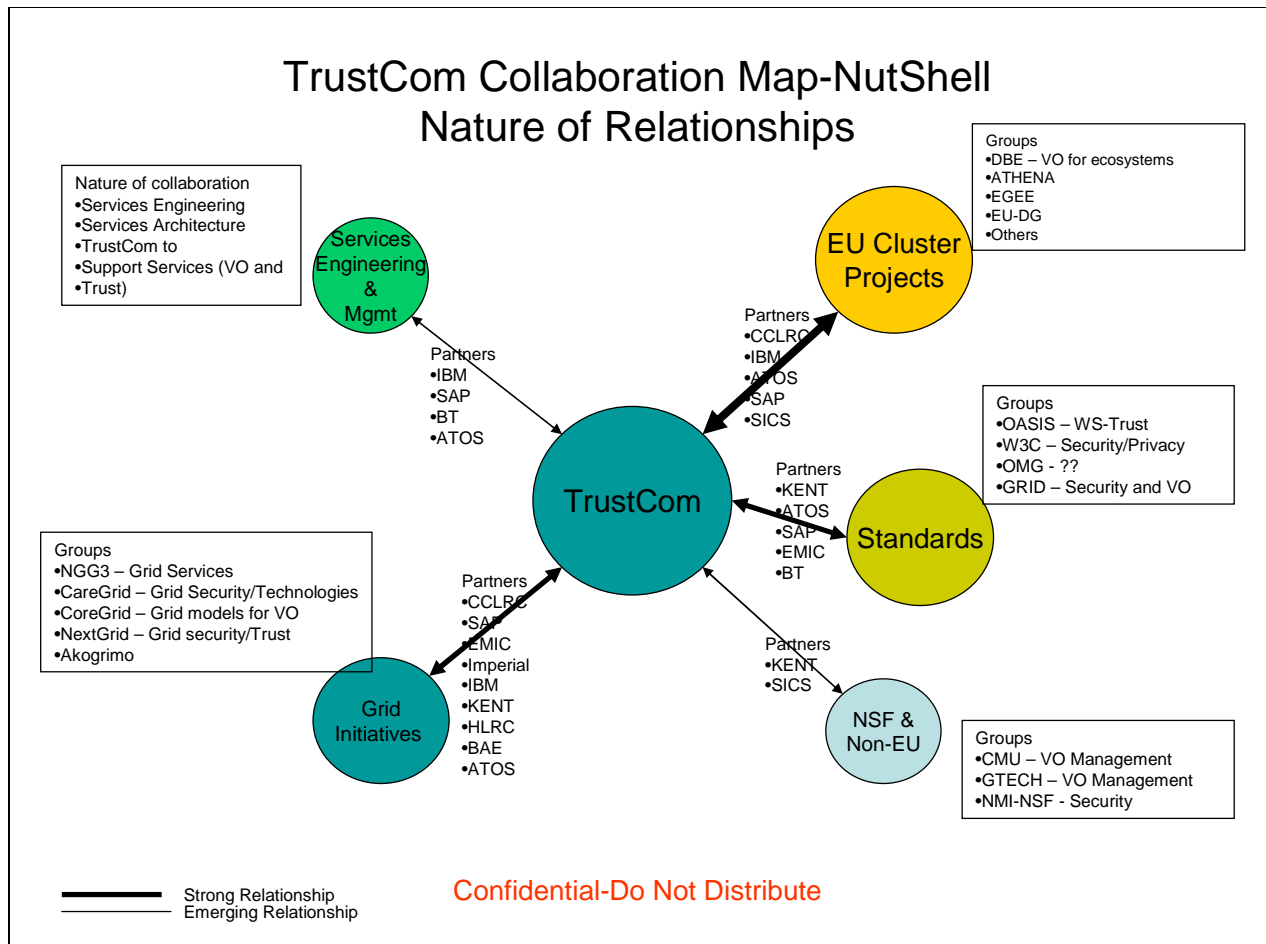 TrustCom Collaboration Map-NutShell
Nature of Relationships
Nature of collaboration
•Services Engineering
•Services Architecture
•TrustCom to
•Support Services (VO and
•Trust)
Services
Engineering
&
Mgmt
Partners
•IBM
•SAP
•BT
•ATOS
Groups
•DBE – VO for ecosystems
•ATHENA
•EGEE
•EU-DG
•Others
EU Cluster
Projects
Partners
•CCLRC
•IBM
•ATOS
•SAP
•SICS
TrustCom
Groups
•OASIS – WS-Trust
•W3C – Security/Privacy
•OMG - ??
•GRID – Security and VO
Partners
•KENT
•ATOS
•SAP
•EMIC
•BT
Standards
Groups
•NGG3 – Grid Services
•CareGrid – Grid Security/Technologies
•CoreGrid – Grid models for VO
•NextGrid – Grid security/Trust
•Akogrimo
Grid
Initiatives
Partners
•CCLRC
•SAP
•EMIC
•Imperial
•IBM
•KENT
•HLRC
•BAE
•ATOS
Partners
•KENT
•SICS
NSF &
Non-EU
Groups
•CMU – VO Management
•GTECH – VO Management
•NMI-NSF - Security
Strong Relationship
Emerging Relationship
Confidential-Do Not Distribute